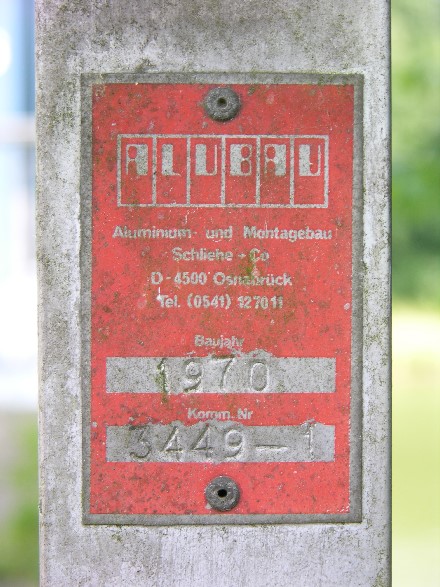 ALUBAU
Aluminium- und Montagebau
Schliehe + Co
D-4500 Osnabrück
Tel. (0541) 127011
Baujahr
1970
Komm. Nr
3449-1